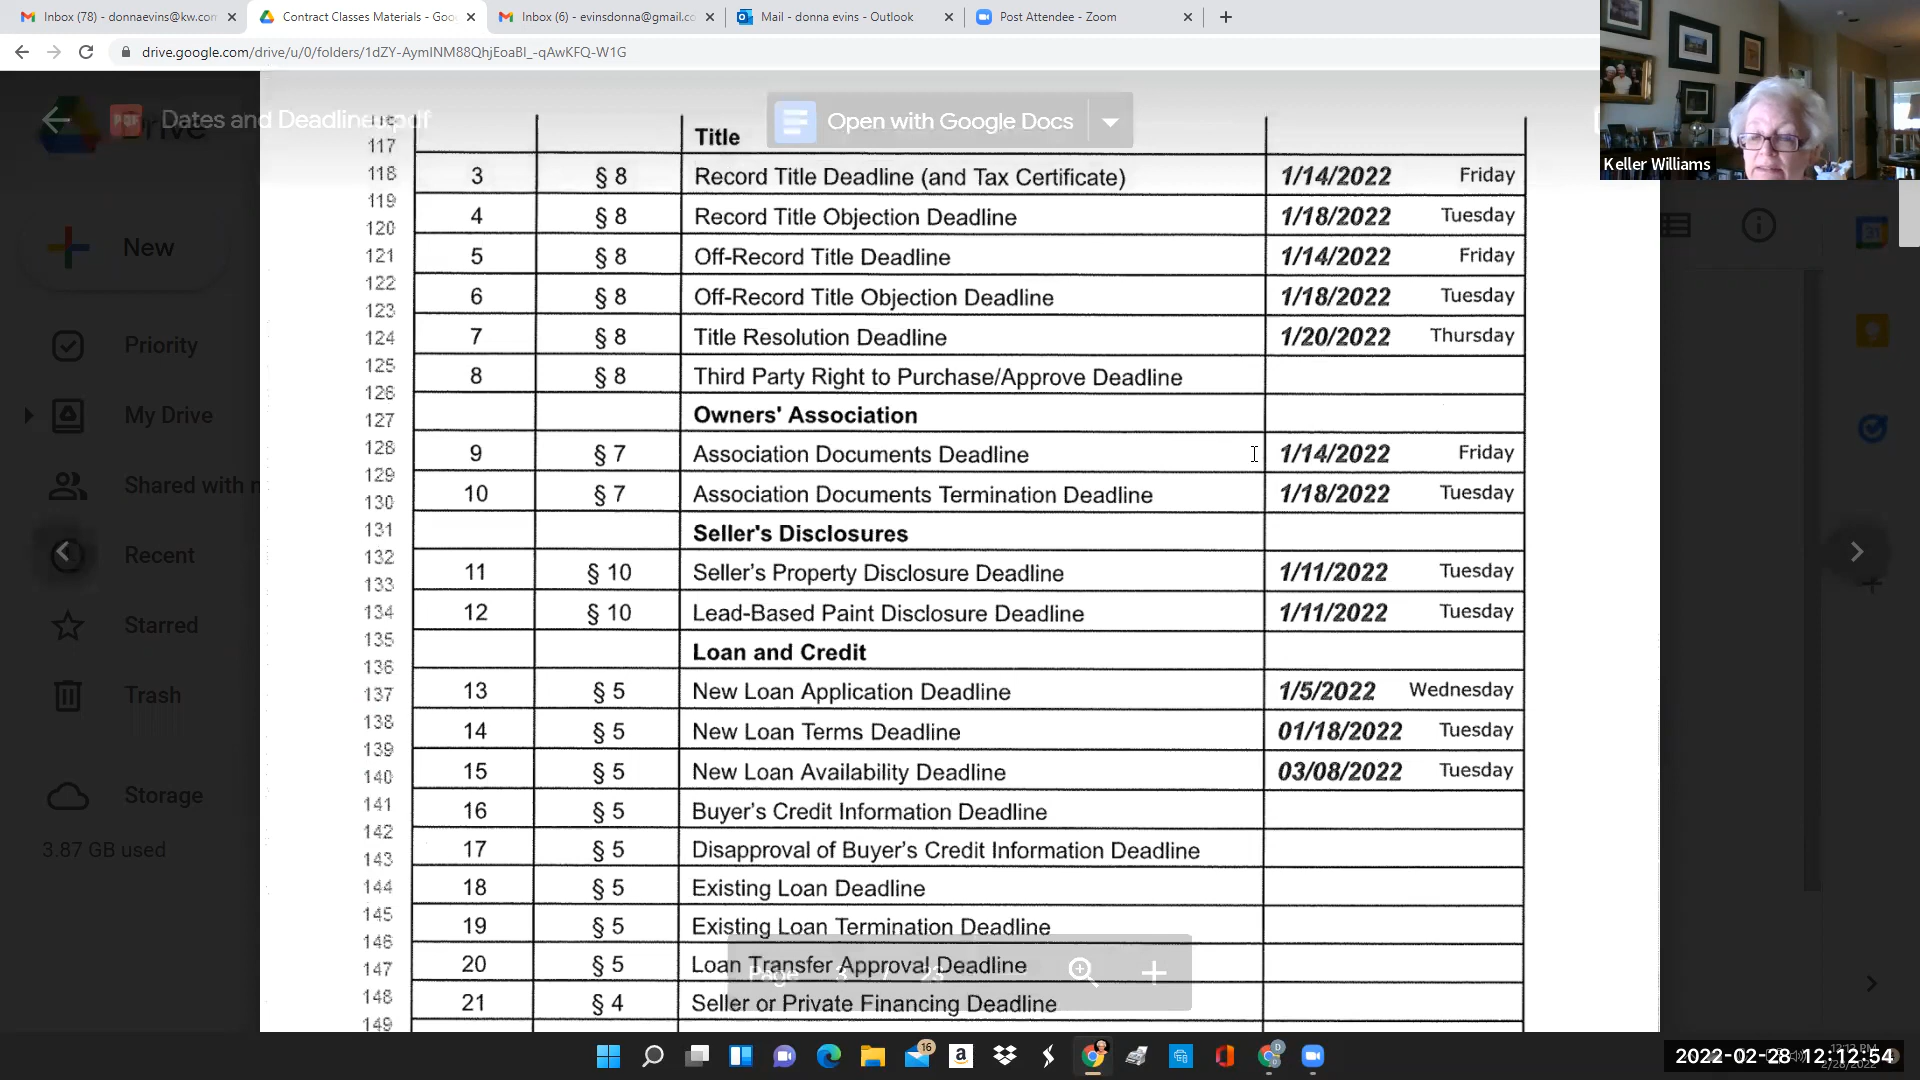 Inbox (78) - donnaevins@kw.com
Contract Classes Materials - Goo
Inbox (6) - evinsdonna@gmail.co
Mail - donna evins - Outlook
Post Attendee - Zoom
drive.google.com/drive/u/0/folders/1dZY-AymINM88QhjEoaBI_-qAwKFQ-W1G
Keller Williams
PDF Dates and Deadlines.pdf
Drive
Open with Google Docs
New
Priority
My Drive
Shared with m
Recent
Starred
Trash
Storage
3.87 GB used
116
117 Title
118 3 § 8 Record Title Deadline (and Tax Certificate) 1/14/2022 Friday
119
120 4 § 8 Record Title Objection Deadline 1/18/2022 Tuesday
121 5 § 8 Off-Record Title Deadline 1/14/2022 Friday
122
123 6 § 8 Off-Record Title Objection Deadline 1/18/2022 Tuesday
124 7 § 8 Title Resolution Deadline 1/20/2022 Thursday
125
126 8 § 8 Third Party Right to Purchase/Approve Deadline
127 Owners' Association
128 9 § 7 Association Documents Deadline 1/14/2022 Friday
129
130 10 § 7 Association Documents Termination Deadline 1/18/2022 Tuesday
131 Seller's Disclosures
132
133 11 § 10 Seller's Property Disclosure Deadline 1/11/2022 Tuesday
134 12 § 10 Lead-Based Paint Disclosure Deadline 1/11/2022 Tuesday
135
136 Loan and Credit
137 13 § 5 New Loan Application Deadline 1/5/2022 Wednesday
138
139 14 § 5 New Loan Terms Deadline 01/18/2022 Tuesday
140 15 § 5 New Loan Availability Deadline 03/08/2022 Tuesday
141 16 § 5 Buyer's Credit Information Deadline
142
143 17 § 5 Disapproval of Buyer's Credit Information Deadline
144 18 § 5 Existing Loan Deadline
145
146 19 § 5 Existing Loan Termination Deadline
147 20 § 5 Loan Transfer Approval Deadline
148 21 § 4 Seller or Private Financing Deadline
149
Page 3 / 23
31
16
2022-02-28 12:12:54